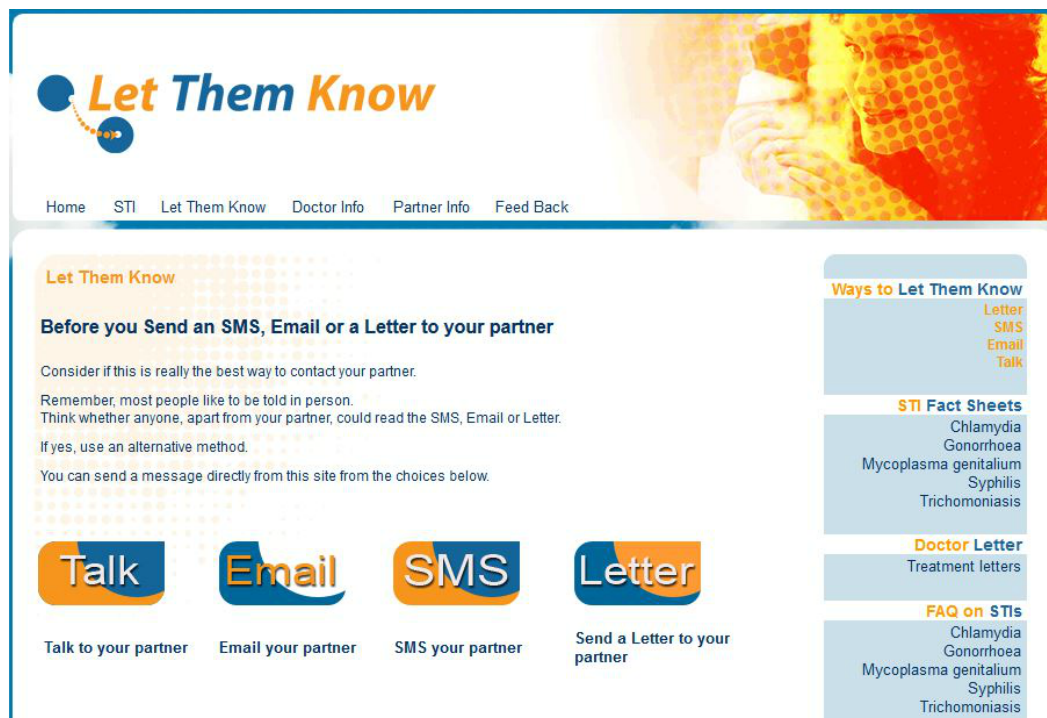 Let Them Know
Home STI Let Them Know Doctor Info Partner Info Feed Back
Let Them Know
Before you Send an SMS, Email or a Letter to your partner
Consider if this is really the best way to contact your partner.
Remember, most people like to be told in person.
Think whether anyone, apart from your partner, could read the SMS, Email or Letter.
If yes, use an alternative method.
You can send a message directly from this site from the choices below.
Talk Email SMS Letter
Talk to your partner Email your partner SMS your partner Send a Letter to your
partner
Ways to Let Them Know
Letter
SMS
Email
Talk
STI Fact Sheets
Chlamydia
Gonorrhoea
Mycoplasma genitalium
Syphilis
Trichomoniasis
Doctor Letter
Treatment letters
FAQ on STIs
Chlamydia
Gonorrhoea
Mycoplasma genitalium
Syphilis
Trichomoniasis